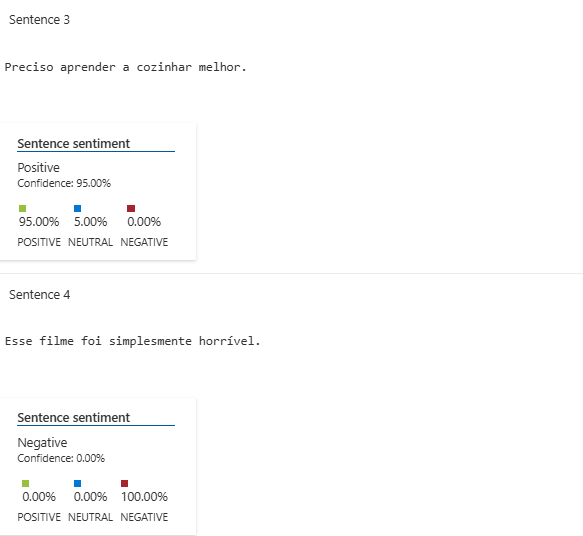 Sentence 3
Preciso aprender a cozinhar melhor.
Sentence sentiment
Positive
Confidence: 95.00%
95.00% 5.00% 0.00%
POSITIVE NEUTRAL NEGATIVE
Sentence 4
Esse filme foi simplesmente horrível.
Sentence sentiment
Negative
Confidence: 0.00%
0.00% 0.00% 100.00%
POSITIVE NEUTRAL NEGATIVE